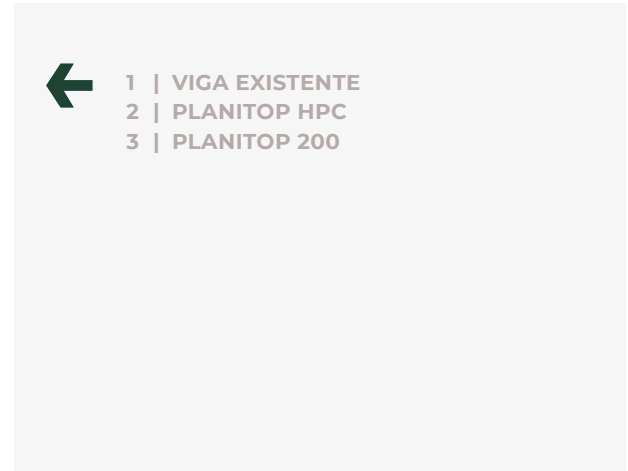 1 | VIGA EXISTENTE
2 | PLANITOP HPC
3 | PLANITOP 200